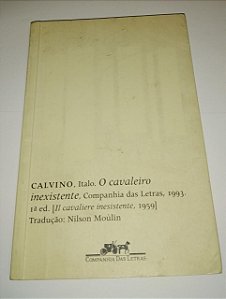 CALVINO, Italo. O cavaleiro
inexistente, Companhia das Letras, 1993.
1ª ed. [Il cavaliere inesistente, 1959]
Tradução: Nilson Moulin
COMPANHIA DAS LETRAS